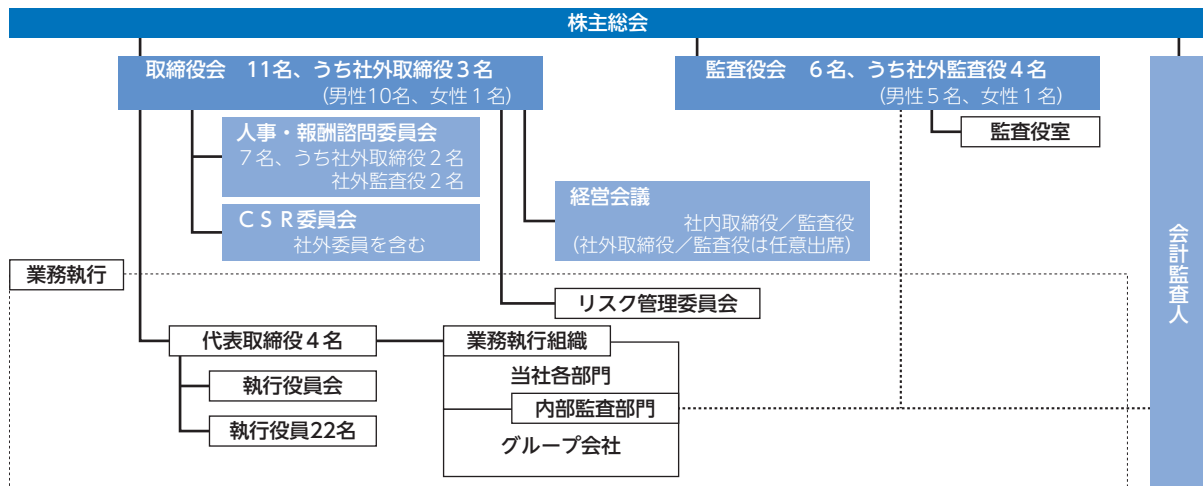 株主総会
取締役会　11名、うち社外取締役３名
(男性10名、女性１名)
監査役会　６名、うち社外監査役４名
(男性５名、女性１名)
監査役室
人事・報酬諮問委員会
７名、うち社外取締役２名
社外監査役２名
ＣＳＲ委員会
社外委員を含む
経営会議
社内取締役／監査役
(社外取締役／監査役は任意出席)
会計監査人
業務執行
リスク管理委員会
代表取締役４名
執行役員会
執行役員22名
業務執行組織
当社各部門
内部監査部門
グループ会社